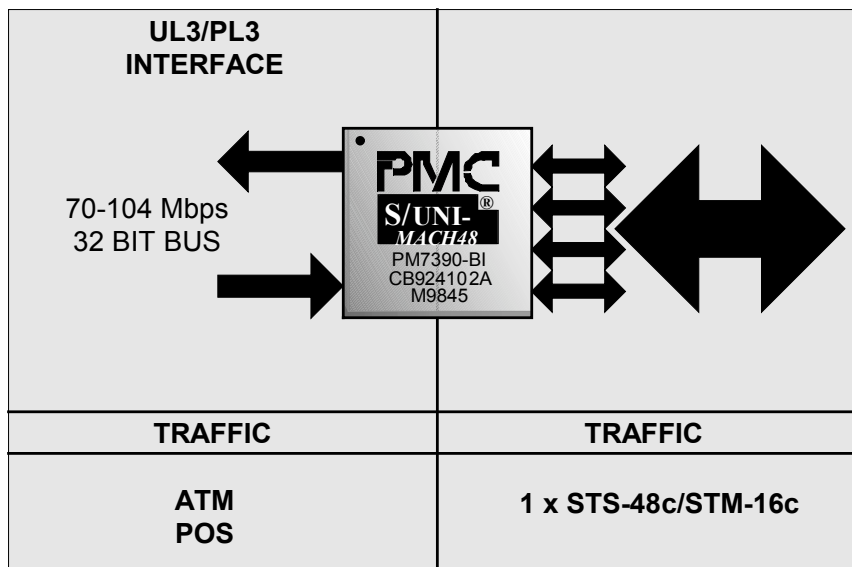 UL3/PL3
INTERFACE
70-104 Mbps
32 BIT BUS
PMC
S/UNI-®
MACH48
PM7390-BI
CB924102A
M9845
TRAFFIC
TRAFFIC
ATM
POS
1 x STS-48c/STM-16c